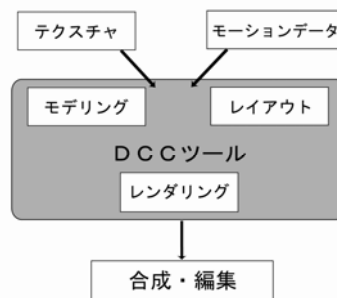 テクスチャ
モーションデータ
モデリング
レイアウト
ＤＣＣツール
レンダリング
合成・編集